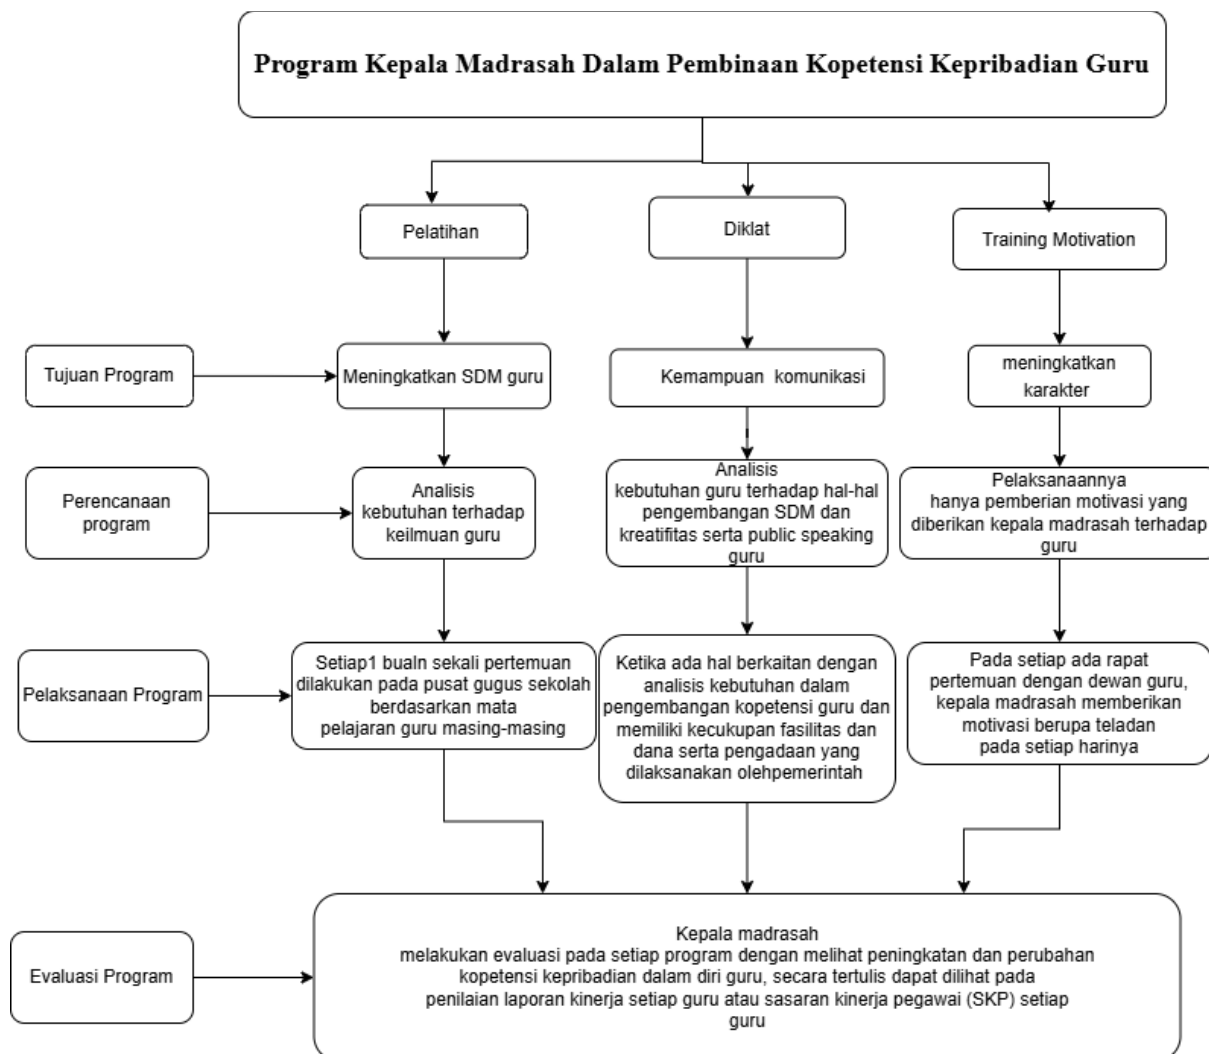 Program Kepala Madrasah Dalam Pembinaan Kopetensi Kepribadian Guru
Pelatihan
Diklat
Training Motivation
Tujuan Program
Meningkatkan SDM guru
Kemampuan komunikasi
meningkatkan
karakter
Perencanaan
program
Analisis
kebutuhan terhadap
keilmuan guru
Analisis
kebutuhan guru terhadap hal-hal
pengembangan SDM dan
kreatifitas serta public speaking
guru
Pelaksanaannya
hanya pemberian motivasi yang
diberikan kepala madrasah terhadap
guru
Pelaksanaan Program
Setiap1 bualn sekali pertemuan
dilakukan pada pusat gugus sekolah
berdasarkan mata
pelajaran guru masing-masing
Ketika ada hal berkaitan dengan
analisis kebutuhan dalam
pengembangan kopetensi guru dan
memiliki kecukupan fasilitas dan
dana serta pengadaan yang
dilaksanakan olehpemerintah
Pada setiap ada rapat
pertemuan dengan dewan guru,
kepala madrasah memberikan
motivasi berupa teladan
pada setiap harinya
Evaluasi Program
Kepala madrasah
melakukan evaluasi pada setiap program dengan melihat peningkatan dan perubahan
kopetensi kepribadian dalam diri guru, secara tertulis dapat dilihat pada
penilaian laporan kinerja setiap guru atau sasaran kinerja pegawai (SKP) setiap
guru